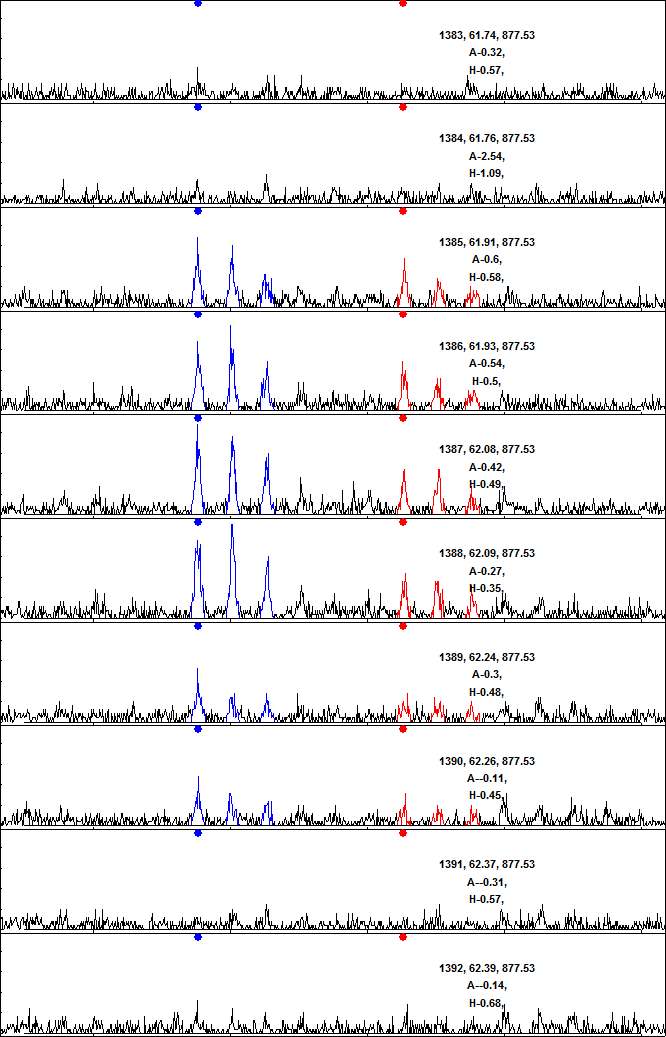 1383, 61.74, 877.53
A-0.32,
H-0.57,
1384, 61.76, 877.53
A-2.54,
H-1.09,
1385, 61.91, 877.53
A-0.6,
H-0.58,
1386, 61.93, 877.53
A-0.54,
H-0.5,
1387, 62.08, 877.53
A-0.42,
H-0.49,
1388, 62.09, 877.53
A-0.27,
H-0.35,
1389, 62.24, 877.53
A-0.3,
H-0.48,
1390, 62.26, 877.53
A--0.11,
H-0.45,
1391, 62.37, 877.53
A--0.31,
H-0.57,
1392, 62.39, 877.53
A--0.14,
H-0.68,